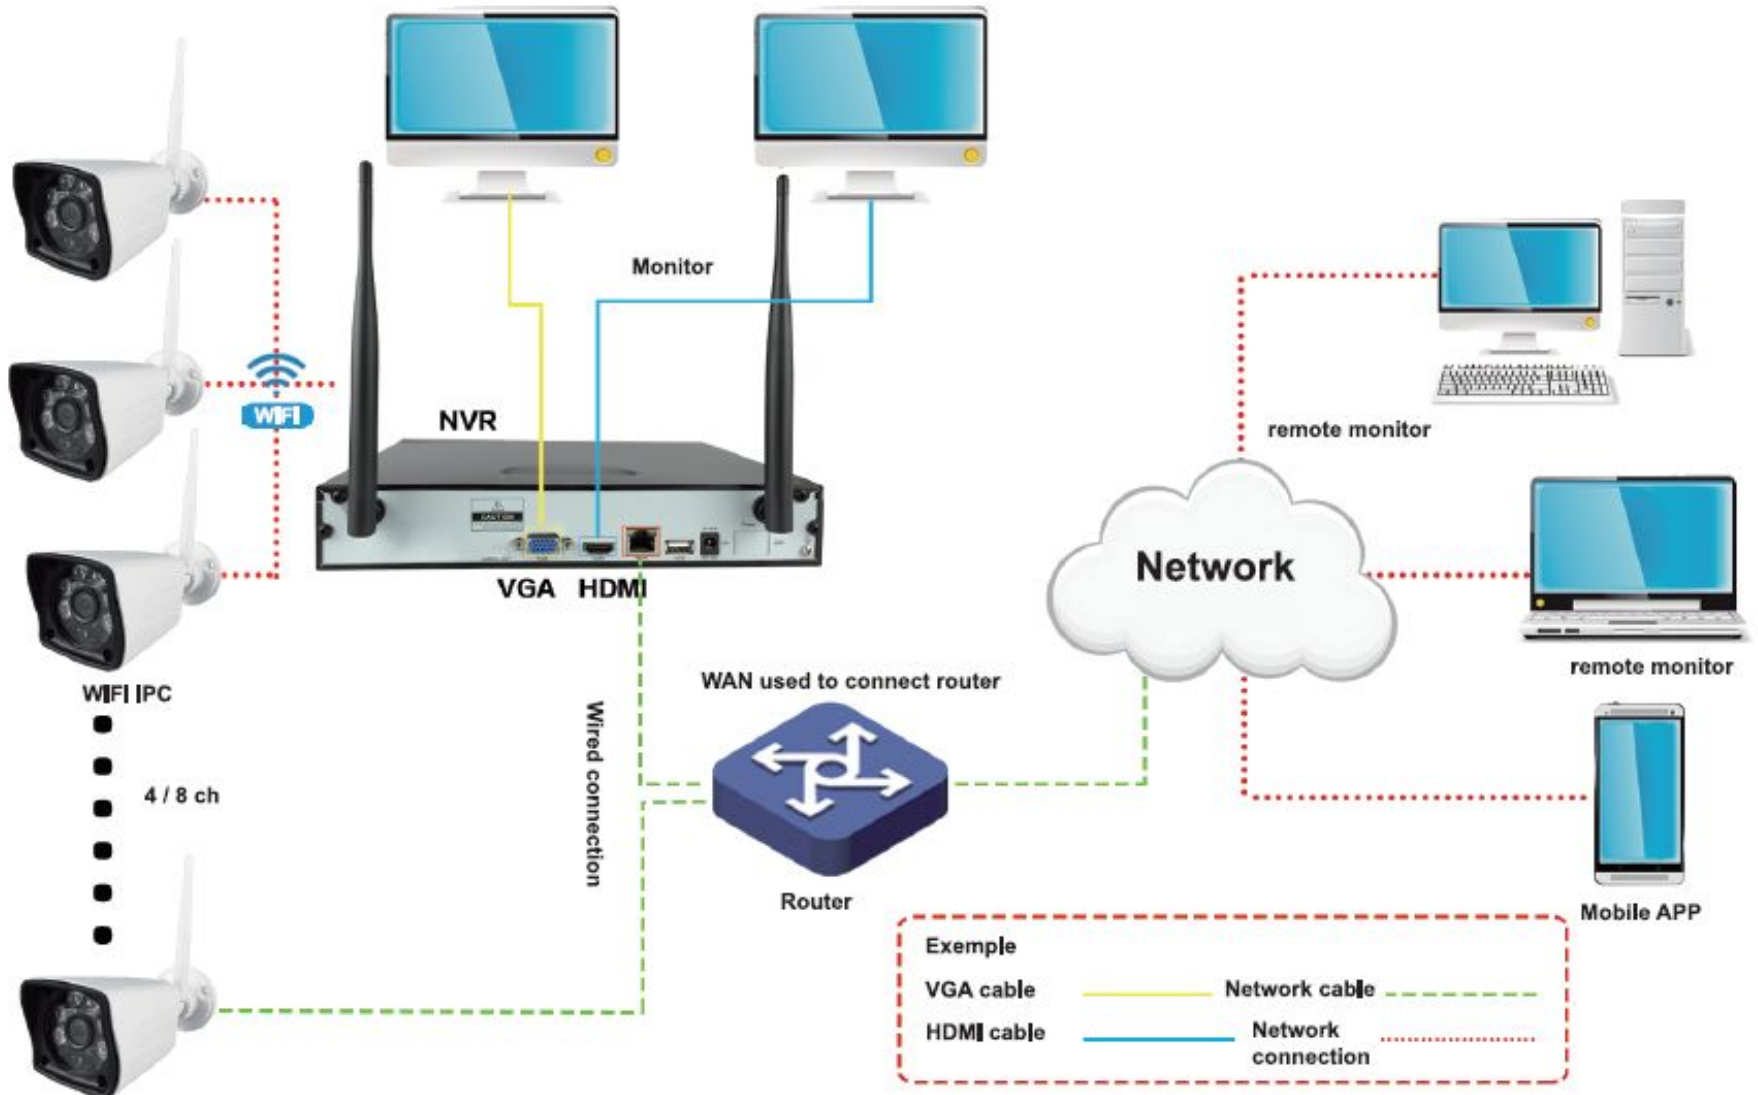 Monitor
WIFI
NVR
CAUTION
VGA HDMI
remote monitor
Network
remote monitor
WIFI IPC
WAN used to connect router
Wired connection
4 / 8 ch
Router
Mobile APP
Exemple
VGA cable
Network cable
HDMI cable
Network
connection